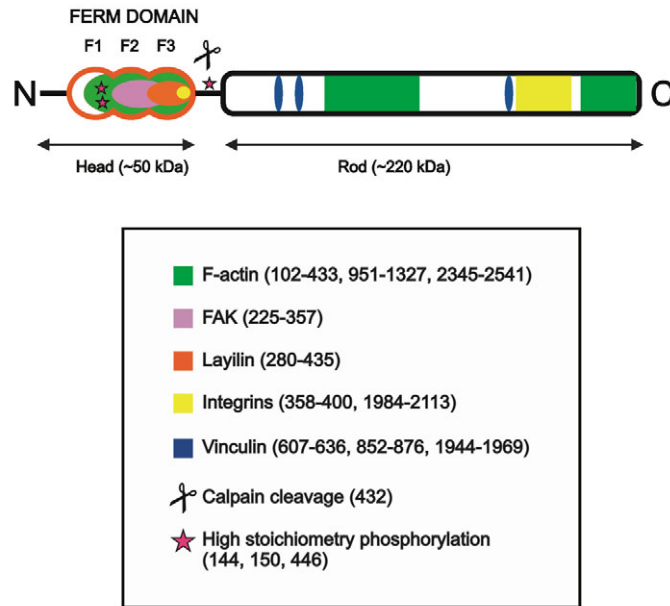 FERM DOMAIN
F1 F2 F3
N C
Head (~50 kDa) Rod (~220 kDa)
F-actin (102-433, 951-1327, 2345-2541)
FAK (225-357)
Layilin (280-435)
Integrins (358-400, 1984-2113)
Vinculin (607-636, 852-876, 1944-1969)
Calpain cleavage (432)
High stoichiometry phosphorylation
(144, 150, 446)